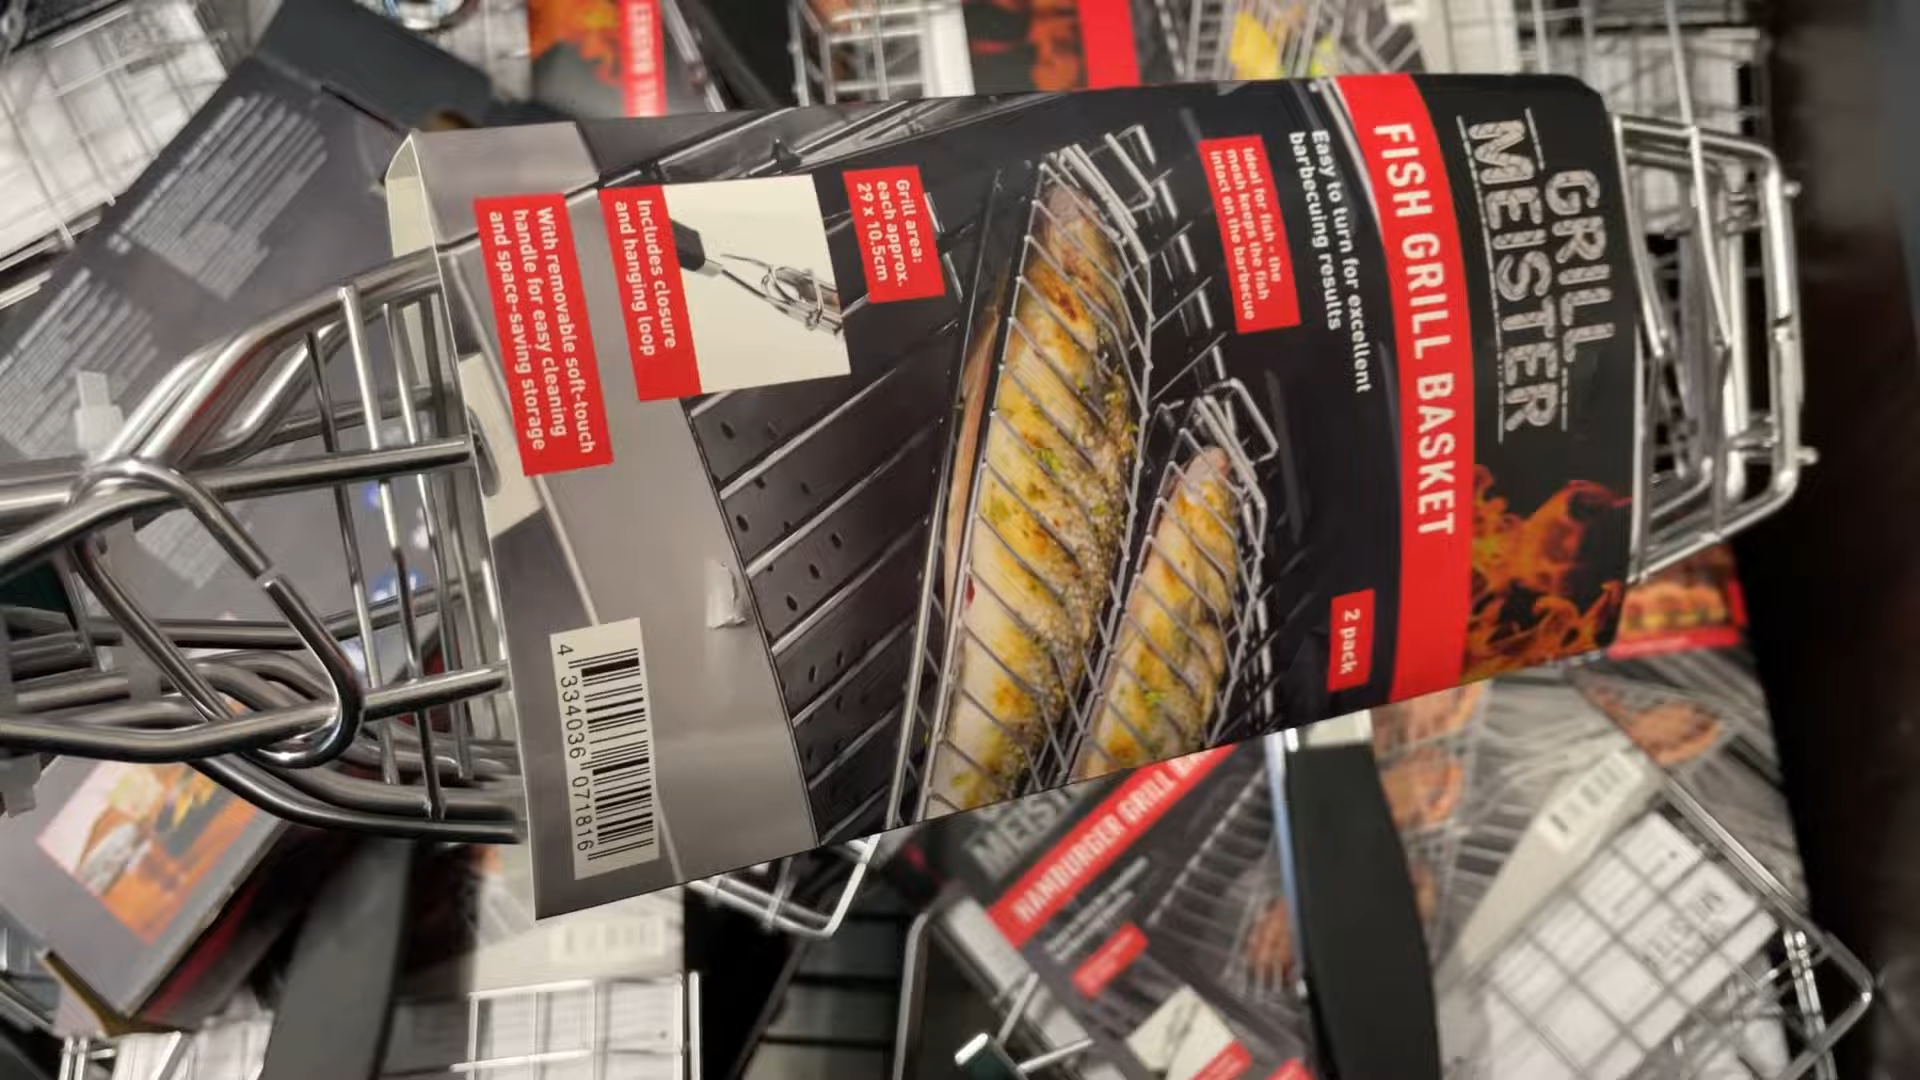 GRILL
MEISTER
FISH GRILL BASKET
Easy to turn for excellent
barbecuing results
2 pack
Ideal for fish - the
mesh keeps the fish
intact on the barbecue
Grill area:
each approx.
29 x 10.5cm
Includes closure
and hanging loop
With removable soft-touch
handle for easy cleaning
and space-saving storage
4 334036 071816
MEIST
HAMBURGER GRILL